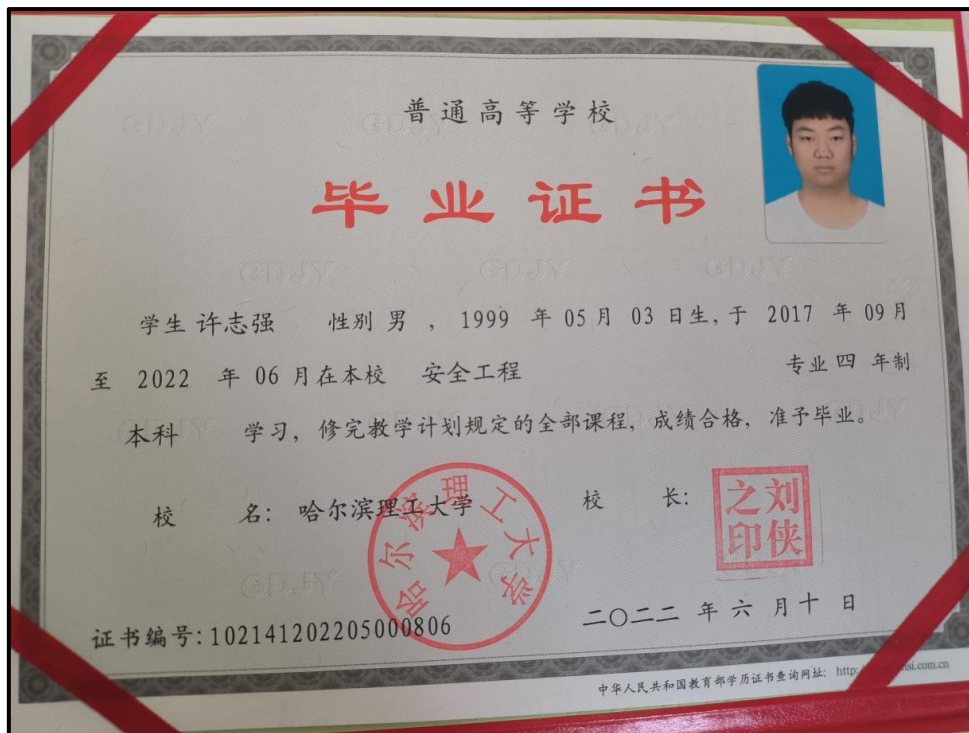 普通高等学校
毕业证书
学生 许志强 性别 男 , 1999 年 05 月 03 日生, 于 2017 年 09 月
至 2022 年 06 月在本校 安全工程 专业 四 年制
本科 学习, 修完教学计划规定的全部课程, 成绩合格, 准予毕业。
校 名: 哈尔滨理工大学 校 长:
哈尔滨理工大学
刘侠之印
证书编号: 102141202205000806 二〇二二 年 六 月 十 日
中华人民共和国教育部学历证书查询网址: http: